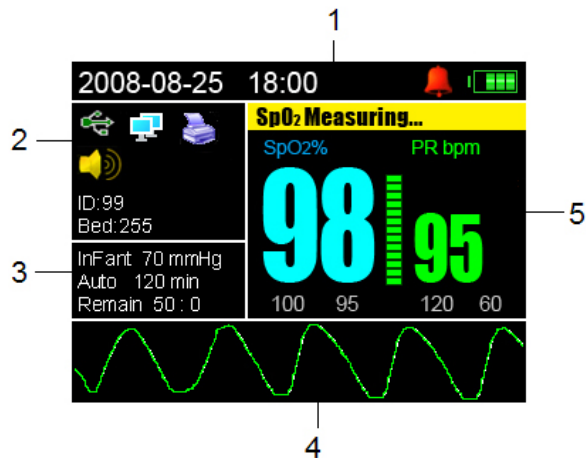 1
2008-08-25 18:00
2
SpO2 Measuring...
SpO2% PR bpm
98 95
100 95 120 60
5
ID:99
Bed:255
3
InFant 70 mmHg
Auto 120 min
Remain 50 : 0
4